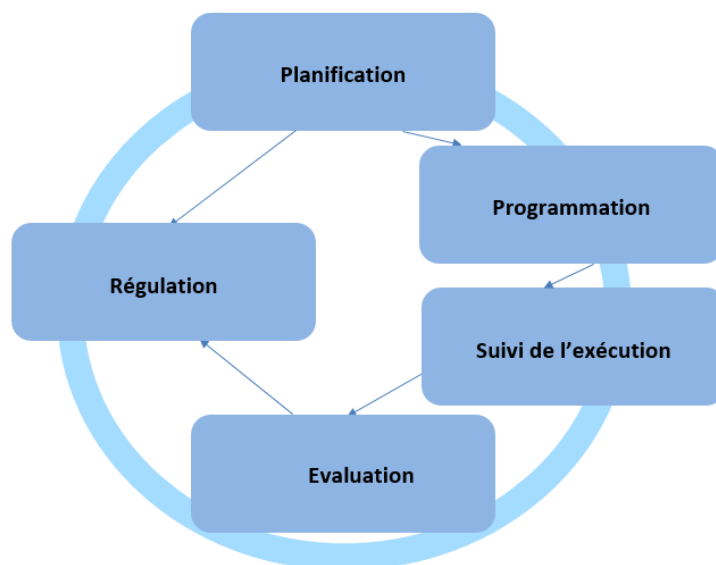 Planification
Programmation
Régulation
Suivi de l’exécution
Evaluation